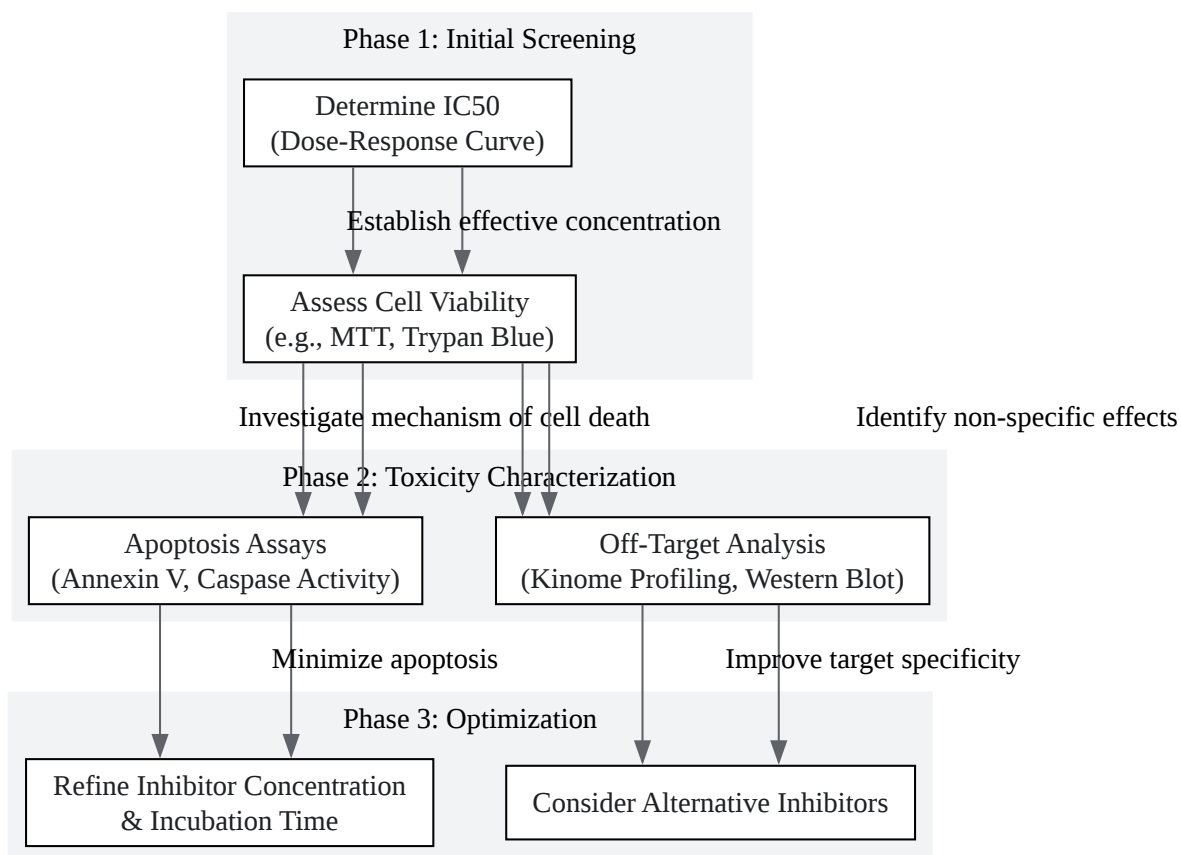 Phase 1: Initial Screening
Determine IC50
(Dose-Response Curve)
Establish effective concentration
Assess Cell Viability
(e.g., MTT, Trypan Blue)
Investigate mechanism of cell death
Identify non-specific effects
Phase 2: Toxicity Characterization
Apoptosis Assays
(Annexin V, Caspase Activity)
Off-Target Analysis
(Kinome Profiling, Western Blot)
Minimize apoptosis
Improve target specificity
Phase 3: Optimization
Refine Inhibitor Concentration
& Incubation Time
Consider Alternative Inhibitors